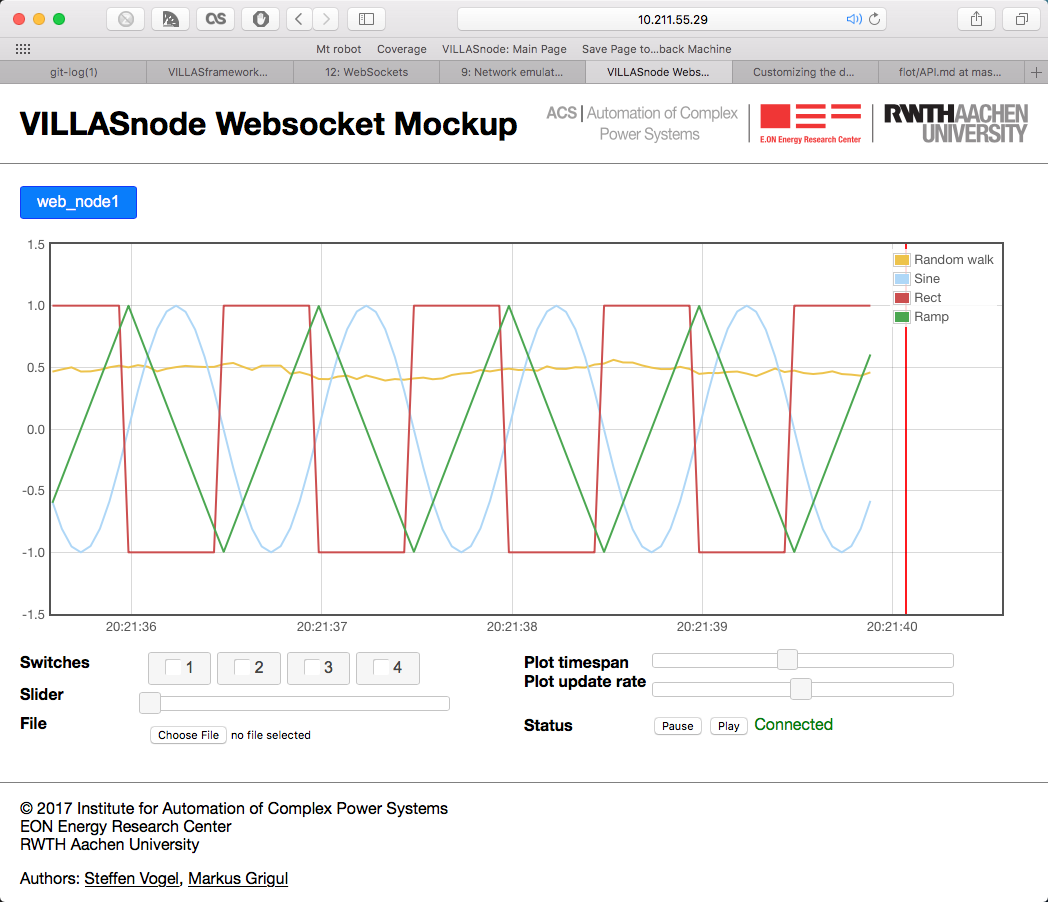 10.211.55.29
Mt robot Coverage VILLASnode: Main Page Save Page to...back Machine
git-log(1) VILLASframework... 12: WebSockets 9: Network emulat... VILLASnode Webs... Customizing the d... flot/API.md at mas...
VILLASnode Websocket Mockup
ACS | Automation of Complex
Power Systems
E.ON Energy Research Center
RWTHAACHEN
UNIVERSITY
web_node1
1.5
1.0
0.5
0.0
-0.5
-1.0
-1.5
Random walk
Sine
Rect
Ramp
20:21:36 20:21:37 20:21:38 20:21:39 20:21:40
Switches 1 2 3 4
Slider
File Choose File no file selected
Plot timespan
Plot update rate
Status Pause Play Connected
© 2017 Institute for Automation of Complex Power Systems
EON Energy Research Center
RWTH Aachen University
Authors: Steffen Vogel, Markus Grigul